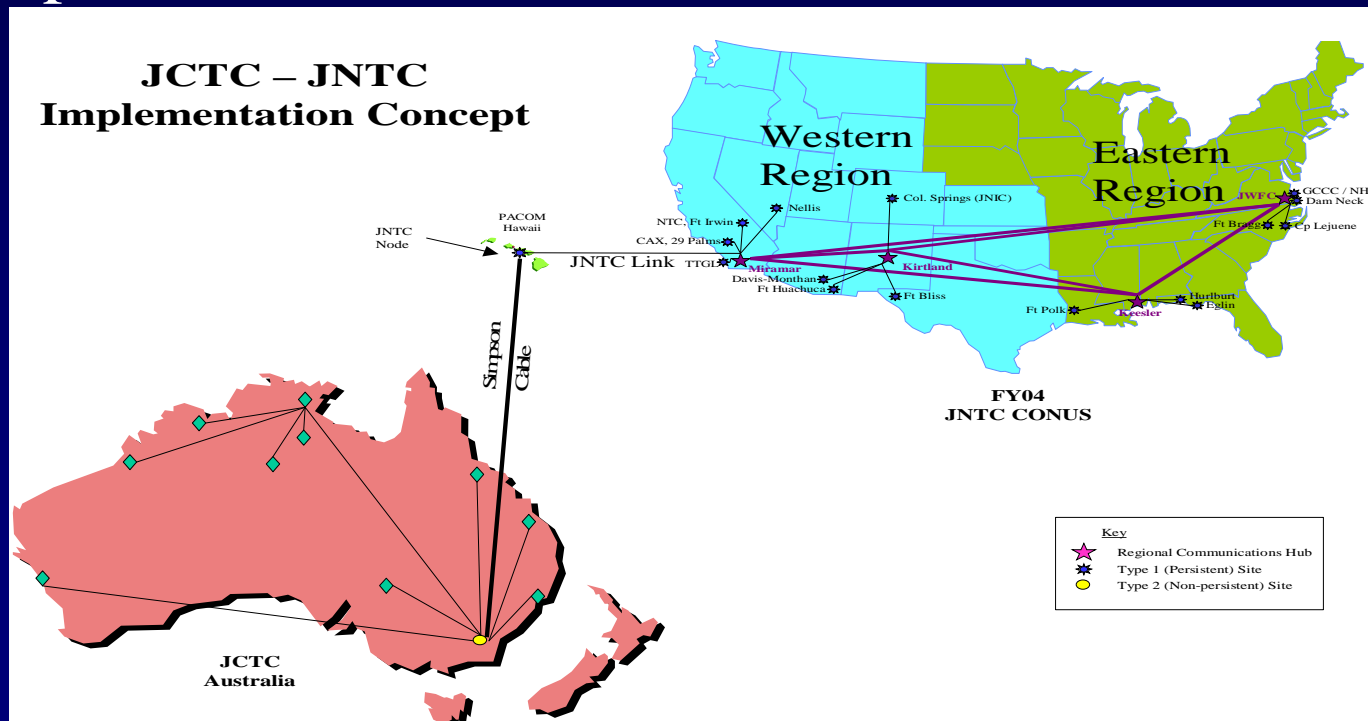 JCTC – JNTC
Implementation Concept
Western
Region
Eastern
Region
JWFC
GCCC / NH
Dam Neck
Ft Bragg
Cp Lejuene
Col. Springs (JNIC)
Nellis
NTC, Ft Irwin
CAX, 29 Palms
TTGL
Miramar
Kirtland
Davis-Monthan
Ft Huachuca
Ft Bliss
Ft Polk
Hurlburt
Eglin
Keesler
PACOM
Hawaii
JNTC
Node
JNTC Link
Simpson
Cable
FY04
JNTC CONUS
Key
Regional Communications Hub
Type 1 (Persistent) Site
Type 2 (Non-persistent) Site
JCTC
Australia